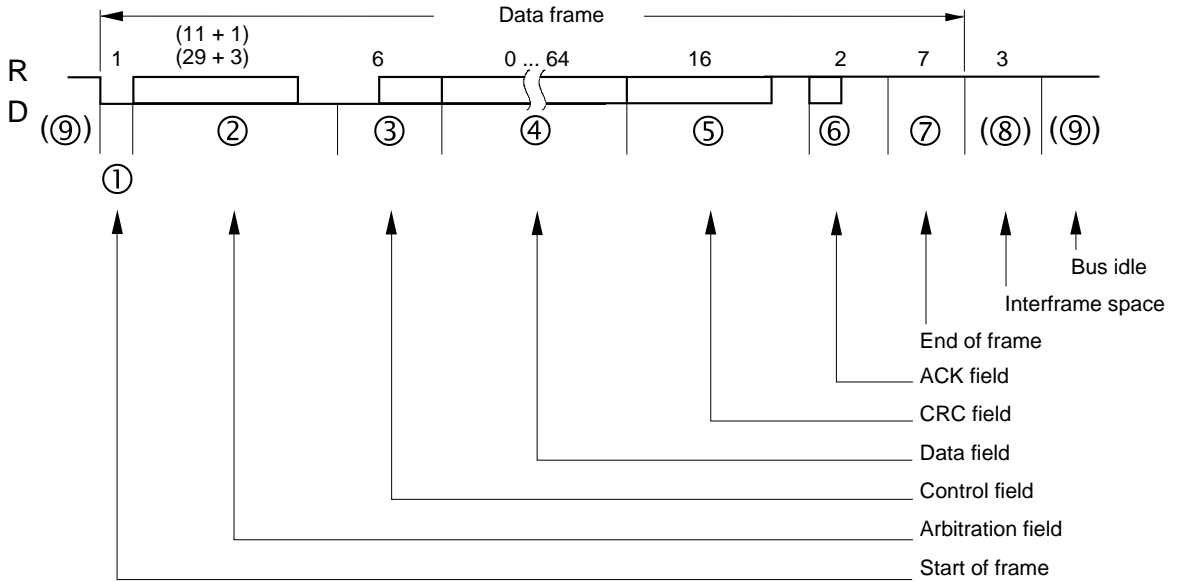 Data frame
(11 + 1)
(29 + 3)
1 6 0 ... 64 16 2 7 3
R
D
(⑨) ② ③ ④ ⑤ ⑥ ⑦ (⑧) (⑨)
①
Bus idle
Interframe space
End of frame
ACK field
CRC field
Data field
Control field
Arbitration field
Start of frame